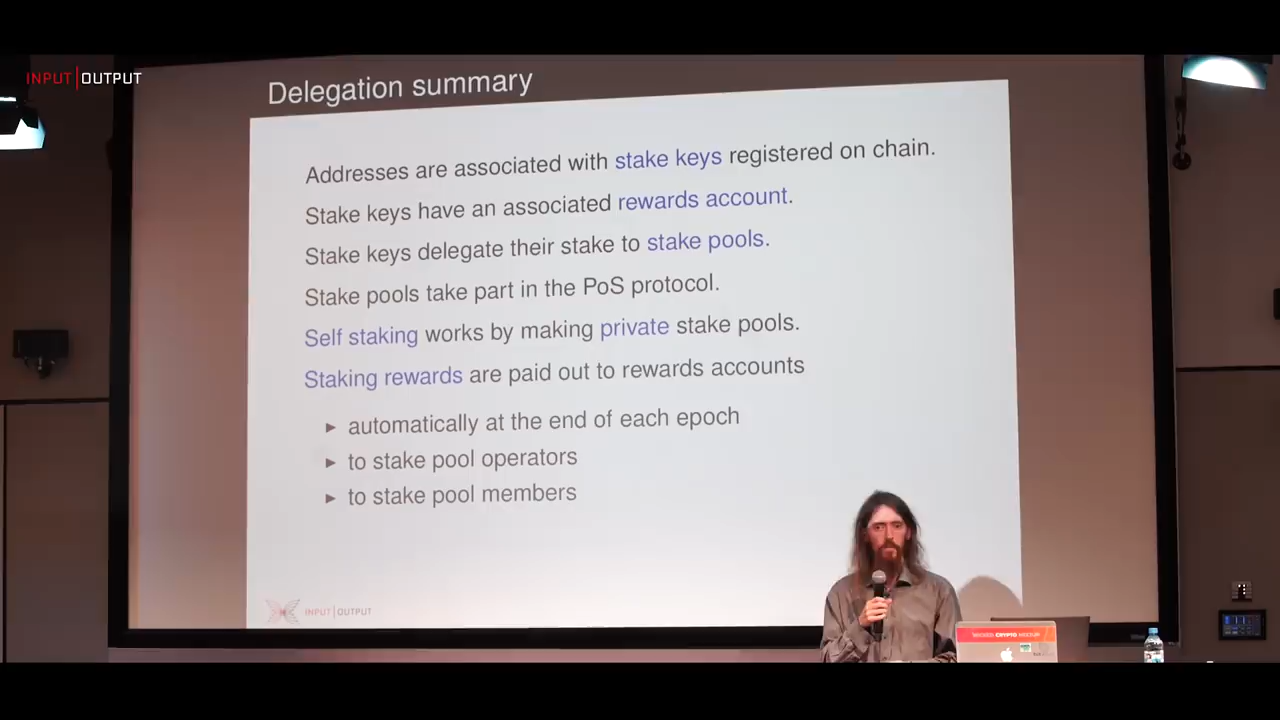 INPUT|OUTPUT
Delegation summary
Addresses are associated with stake keys registered on chain.
Stake keys have an associated rewards account.
Stake keys delegate their stake to stake pools.
Stake pools take part in the PoS protocol.
Self staking works by making private stake pools.
Staking rewards are paid out to rewards accounts
► automatically at the end of each epoch
► to stake pool operators
► to stake pool members
INPUT|OUTPUT
CRYPTO